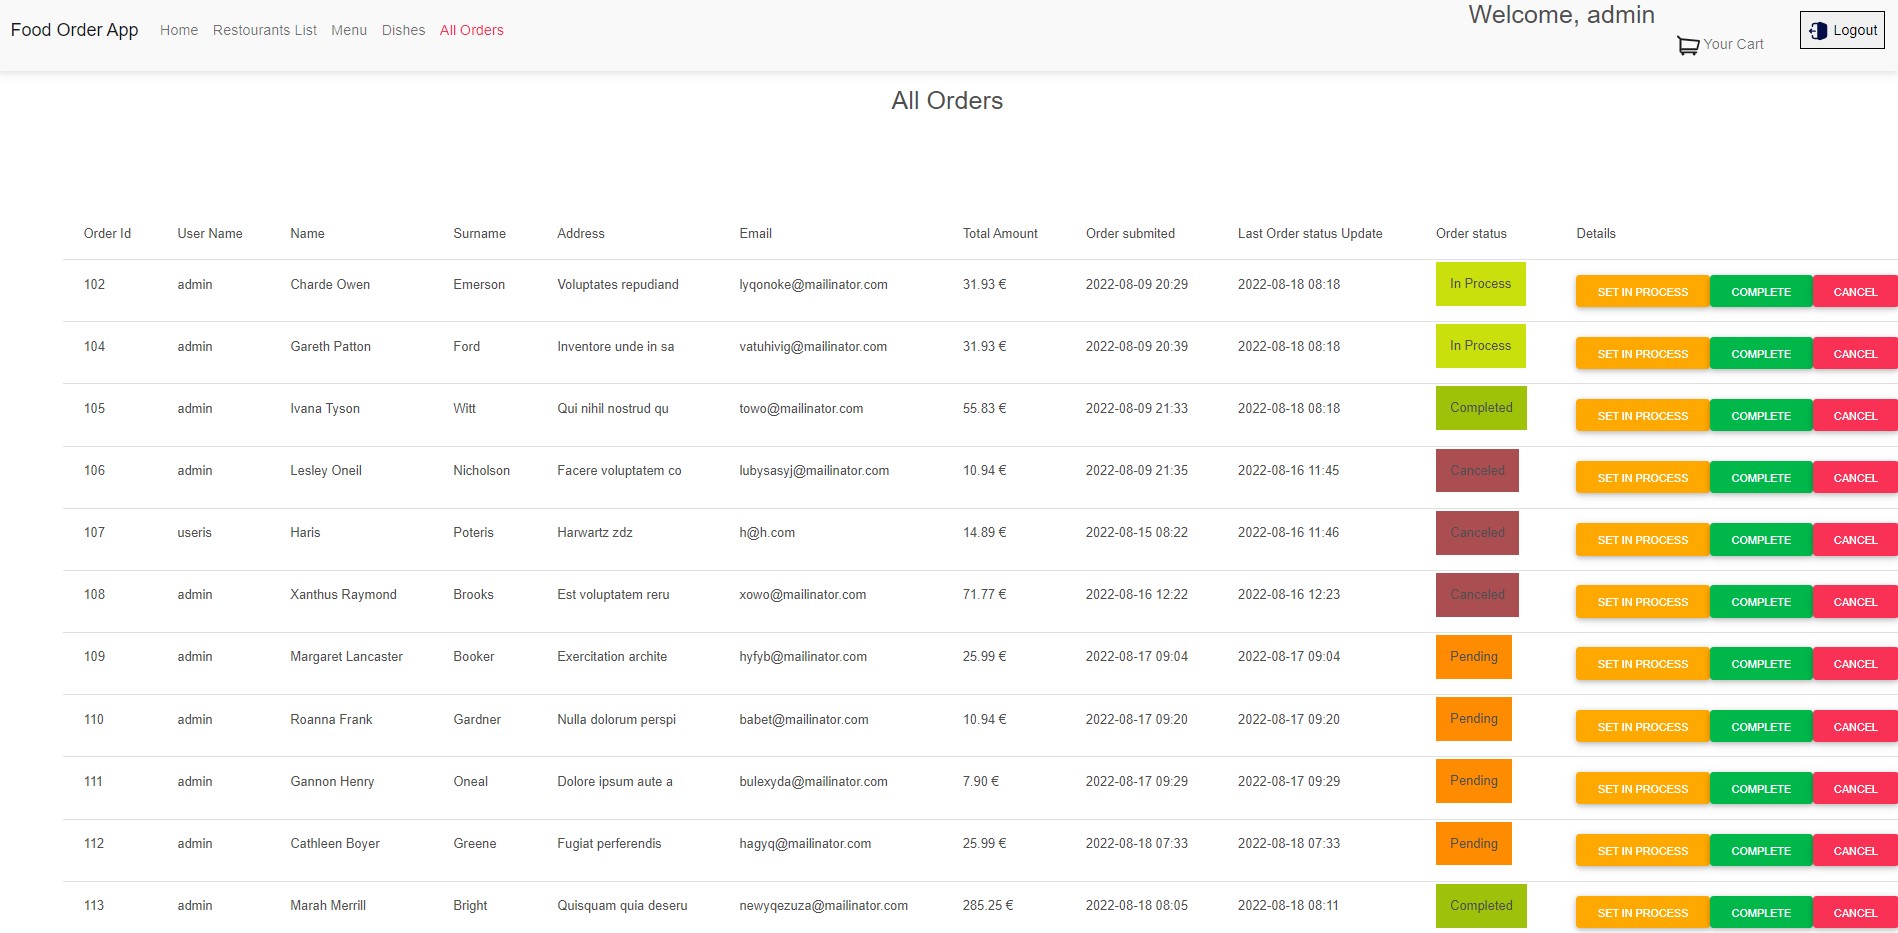 Food Order App Home Restourants List Menu Dishes All Orders Welcome, admin Your Cart Logout
All Orders
Order Id User Name Name Surname Address Email Total Amount Order submited Last Order status Update Order status Details
102 admin Charde Owen Emerson Voluptates repudiand lyqonoke@mailinator.com 31.93 € 2022-08-09 20:29 2022-08-18 08:18 In Process SET IN PROCESS COMPLETE CANCEL
104 admin Gareth Patton Ford Inventore unde in sa vatuhivig@mailinator.com 31.93 € 2022-08-09 20:39 2022-08-18 08:18 In Process SET IN PROCESS COMPLETE CANCEL
105 admin Ivana Tyson Witt Qui nihil nostrud qu towo@mailinator.com 55.83 € 2022-08-09 21:33 2022-08-18 08:18 Completed SET IN PROCESS COMPLETE CANCEL
106 admin Lesley Oneil Nicholson Facere voluptatem co lubysasyj@mailinator.com 10.94 € 2022-08-09 21:35 2022-08-16 11:45 Canceled SET IN PROCESS COMPLETE CANCEL
107 useris Haris Poteris Harwartz zdz h@h.com 14.89 € 2022-08-15 08:22 2022-08-16 11:46 Canceled SET IN PROCESS COMPLETE CANCEL
108 admin Xanthus Raymond Brooks Est voluptatem reru xowo@mailinator.com 71.77 € 2022-08-16 12:22 2022-08-16 12:23 Canceled SET IN PROCESS COMPLETE CANCEL
109 admin Margaret Lancaster Booker Exercitation archite hyfyb@mailinator.com 25.99 € 2022-08-17 09:04 2022-08-17 09:04 Pending SET IN PROCESS COMPLETE CANCEL
110 admin Roanna Frank Gardner Nulla dolorum perspi babet@mailinator.com 10.94 € 2022-08-17 09:20 2022-08-17 09:20 Pending SET IN PROCESS COMPLETE CANCEL
111 admin Gannon Henry Oneal Dolore ipsum aute a bulexyda@mailinator.com 7.90 € 2022-08-17 09:29 2022-08-17 09:29 Pending SET IN PROCESS COMPLETE CANCEL
112 admin Cathleen Boyer Greene Fugiat perferendis hagyq@mailinator.com 25.99 € 2022-08-18 07:33 2022-08-18 07:33 Pending SET IN PROCESS COMPLETE CANCEL
113 admin Marah Merrill Bright Quisquam quia deseru newyqezuza@mailinator.com 285.25 € 2022-08-18 08:05 2022-08-18 08:11 Completed SET IN PROCESS COMPLETE CANCEL